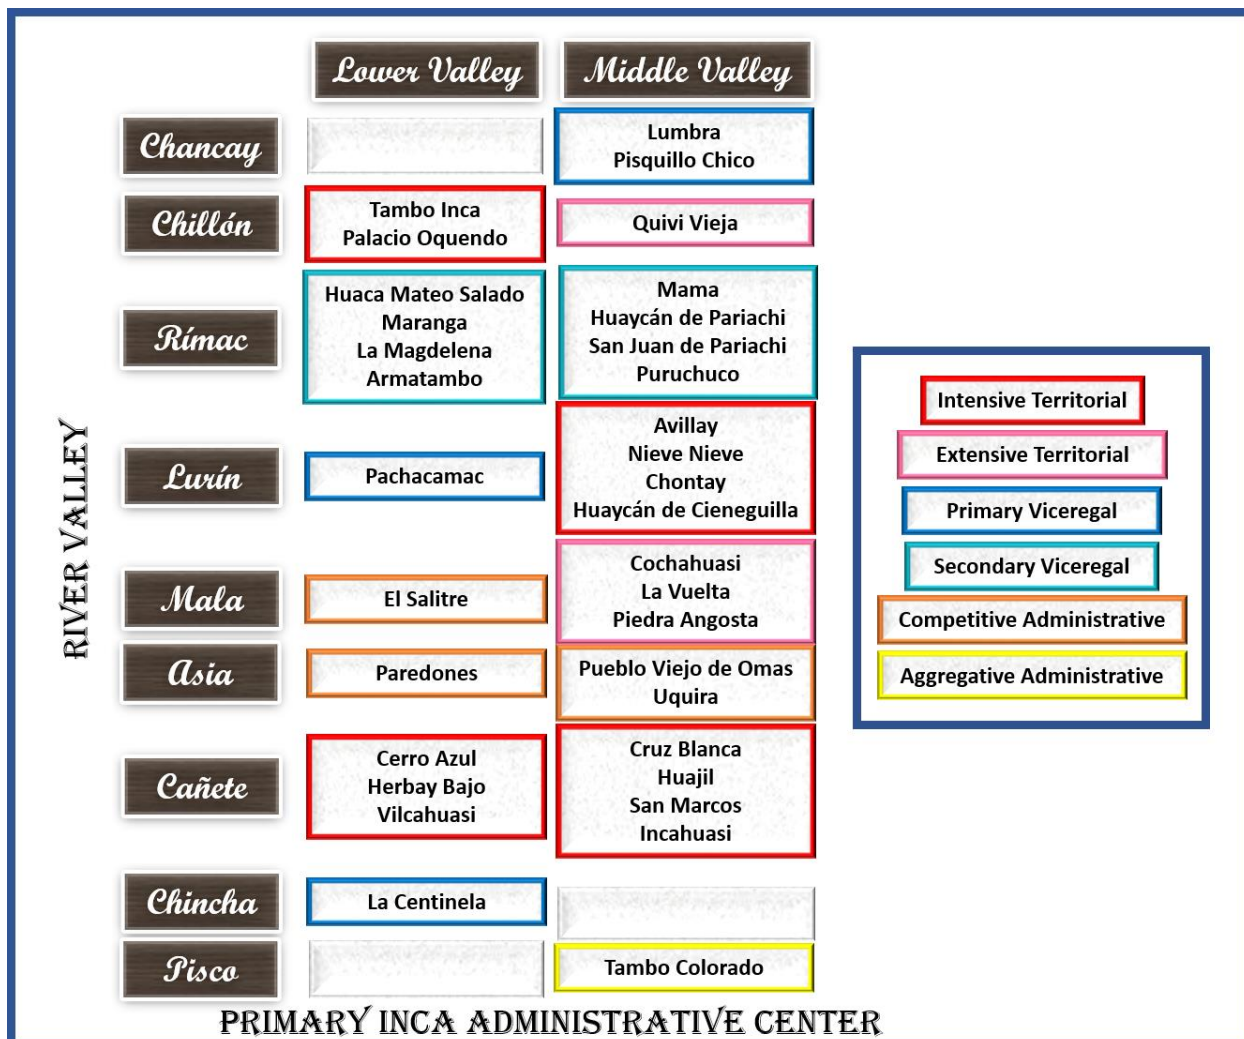 Lower Valley
Middle Valley
Chancay
Lumbra
Pisquillo Chico
Chillón
Tambo Inca
Palacio Oquendo
Quivi Vieja
Rímac
Huaca Mateo Salado
Maranga
La Magdelena
Armatambo
Mama
Huaycán de Pariachi
San Juan de Pariachi
Puruchuco
Lurín
Pachacamac
Avillay
Nieve Nieve
Chontay
Huaycán de Cieneguilla
Mala
El Salitre
Cochahuasi
La Vuelta
Piedra Angosta
Asia
Paredones
Pueblo Viejo de Omas
Uquira
Cañete
Cerro Azul
Herbay Bajo
Vilcahuasi
Cruz Blanca
Huajil
San Marcos
Incahuasi
Chincha
La Centinela
Pisco
Tambo Colorado
RIVER VALLEY
PRIMARY INCA ADMINISTRATIVE CENTER
Intensive Territorial
Extensive Territorial
Primary Viceregal
Secondary Viceregal
Competitive Administrative
Aggregative Administrative